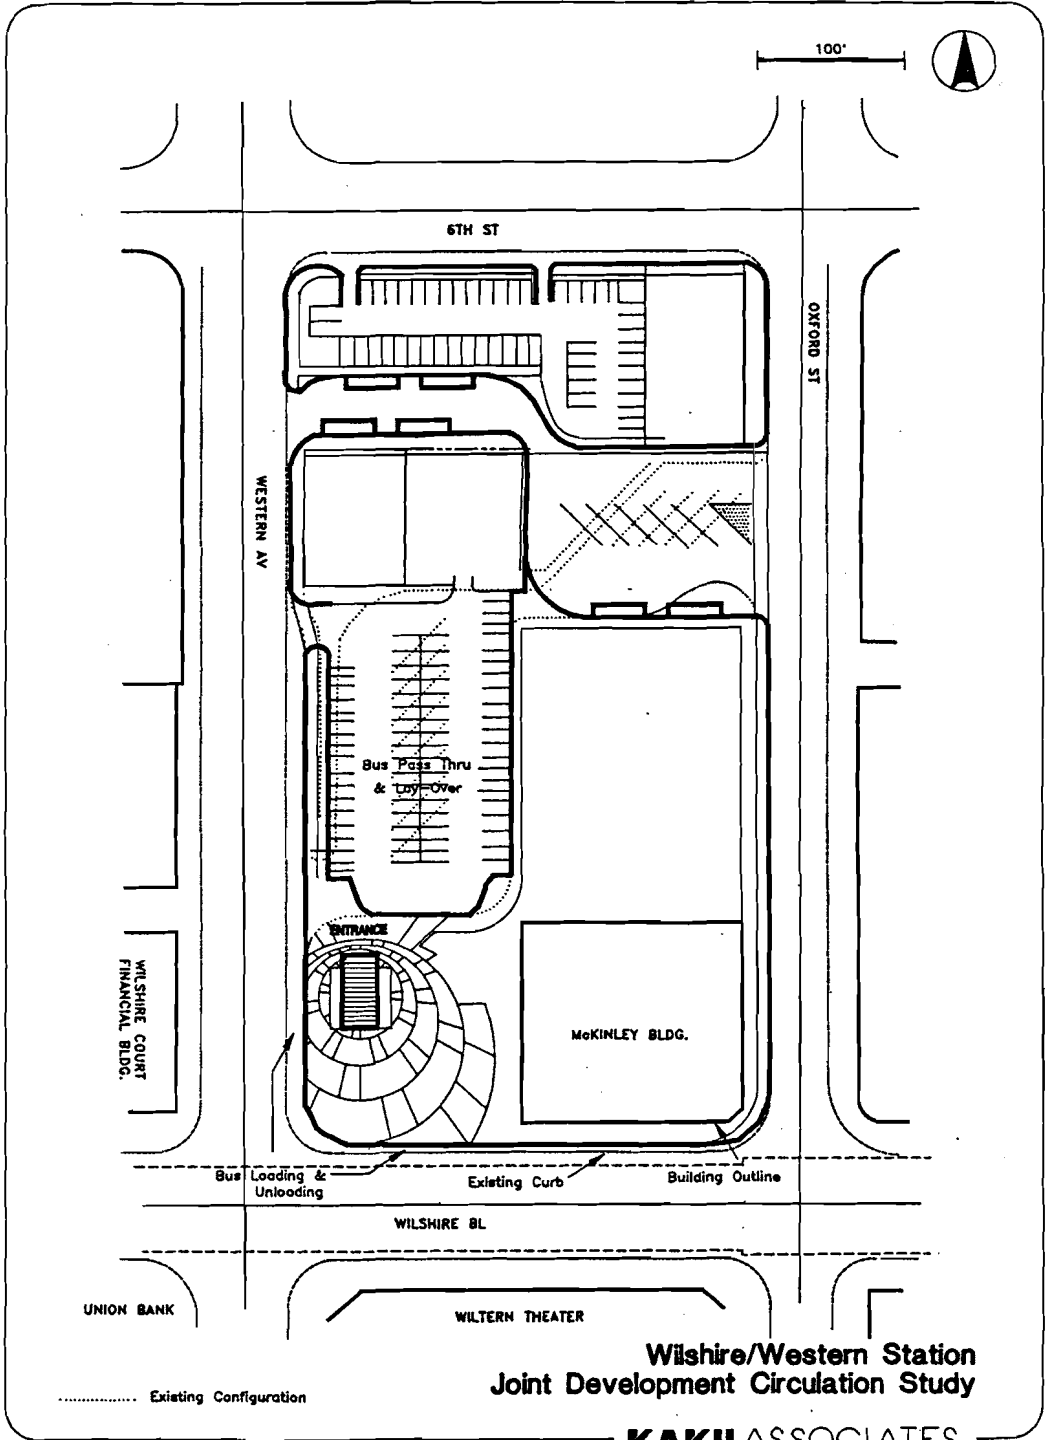 100'
6TH ST
OXFORD ST
WESTERN AV
Bus Pass Thru
& Lay-Over
ENTRANCE
WILSHIRE COURT
FINANCIAL BLDG.
McKINLEY BLDG.
Bus Loading &
Unloading
Existing Curb
Building Outline
WILSHIRE BL
UNION BANK
WILTERN THEATER
Wilshire/Western Station
Joint Development Circulation Study
Existing Configuration
KAKU ASSOCIATES